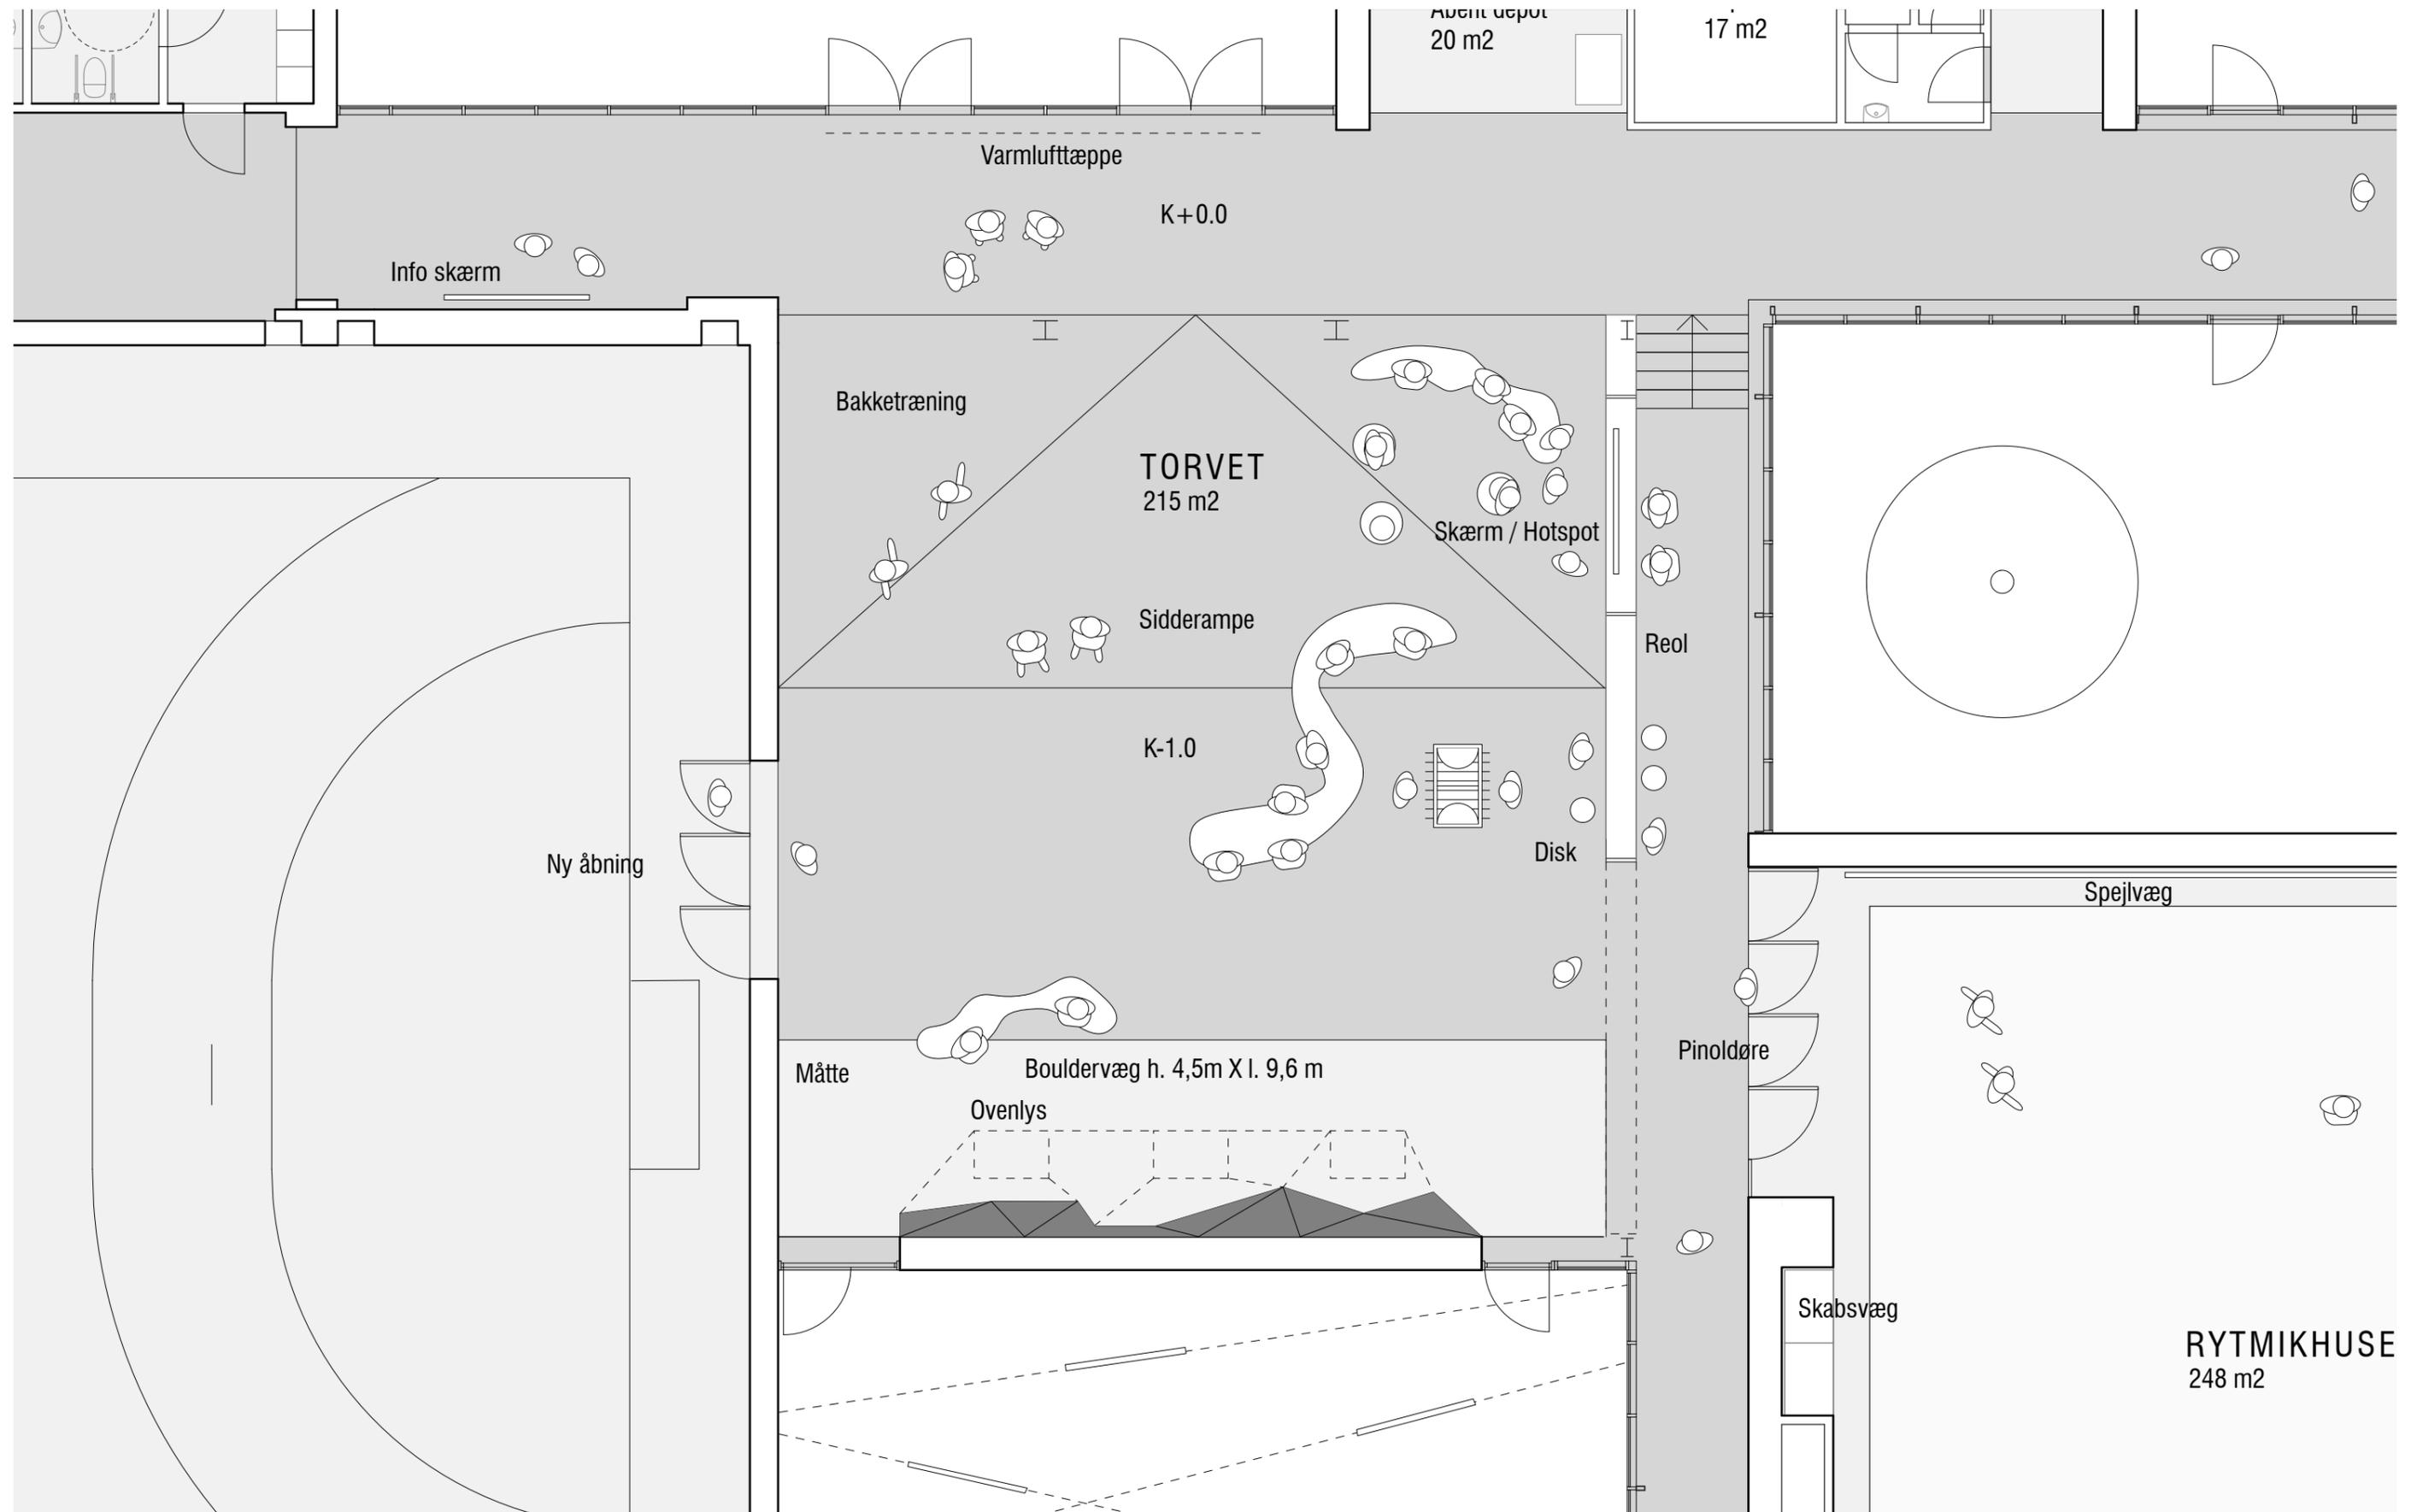 Åbent depot
20 m2
17 m2
Varmlufttæppe
K+0.0
Info skærm
Bakketræning
TORVET
215 m2
Skærm / Hotspot
Sidderampe
Reol
K-1.0
Ny åbning
Disk
Spejlvæg
Pinoldøre
Måtte
Bouldervæg h. 4,5m X l. 9,6 m
Ovenlys
Skabsvæg
RYTMIKHUSE
248 m2